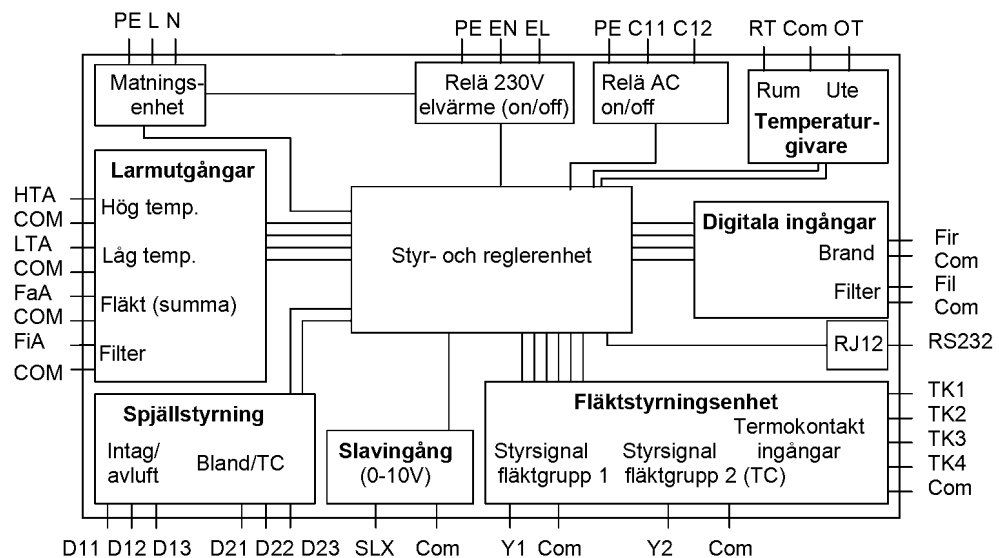 PE L N
PE EN EL
PE C11 C12
RT Com OT
Matnings-
enhet
Relä 230V
elvärme (on/off)
Relä AC
on/off
Rum Ute
Temperatur-
givare
Larmutgångar
Hög temp.
Låg temp.
Fläkt (summa)
Filter
HTA
COM
LTA
COM
FaA
COM
FiA
COM
Styr- och reglerenhet
Digitala ingångar
Brand
Filter
Fir
Com
Fil
Com
RJ12
RS232
Spjällstyrning
Intag/
avluft
Bland/TC
Slavingång
(0-10V)
Fläktstyrningsenhet
Termokontakt
ingångar
Styrsignal
fläktgrupp 1
Styrsignal
fläktgrupp 2 (TC)
TK1
TK2
TK3
TK4
Com
D11 D12 D13
D21 D22 D23
SLX Com
Y1 Com
Y2 Com